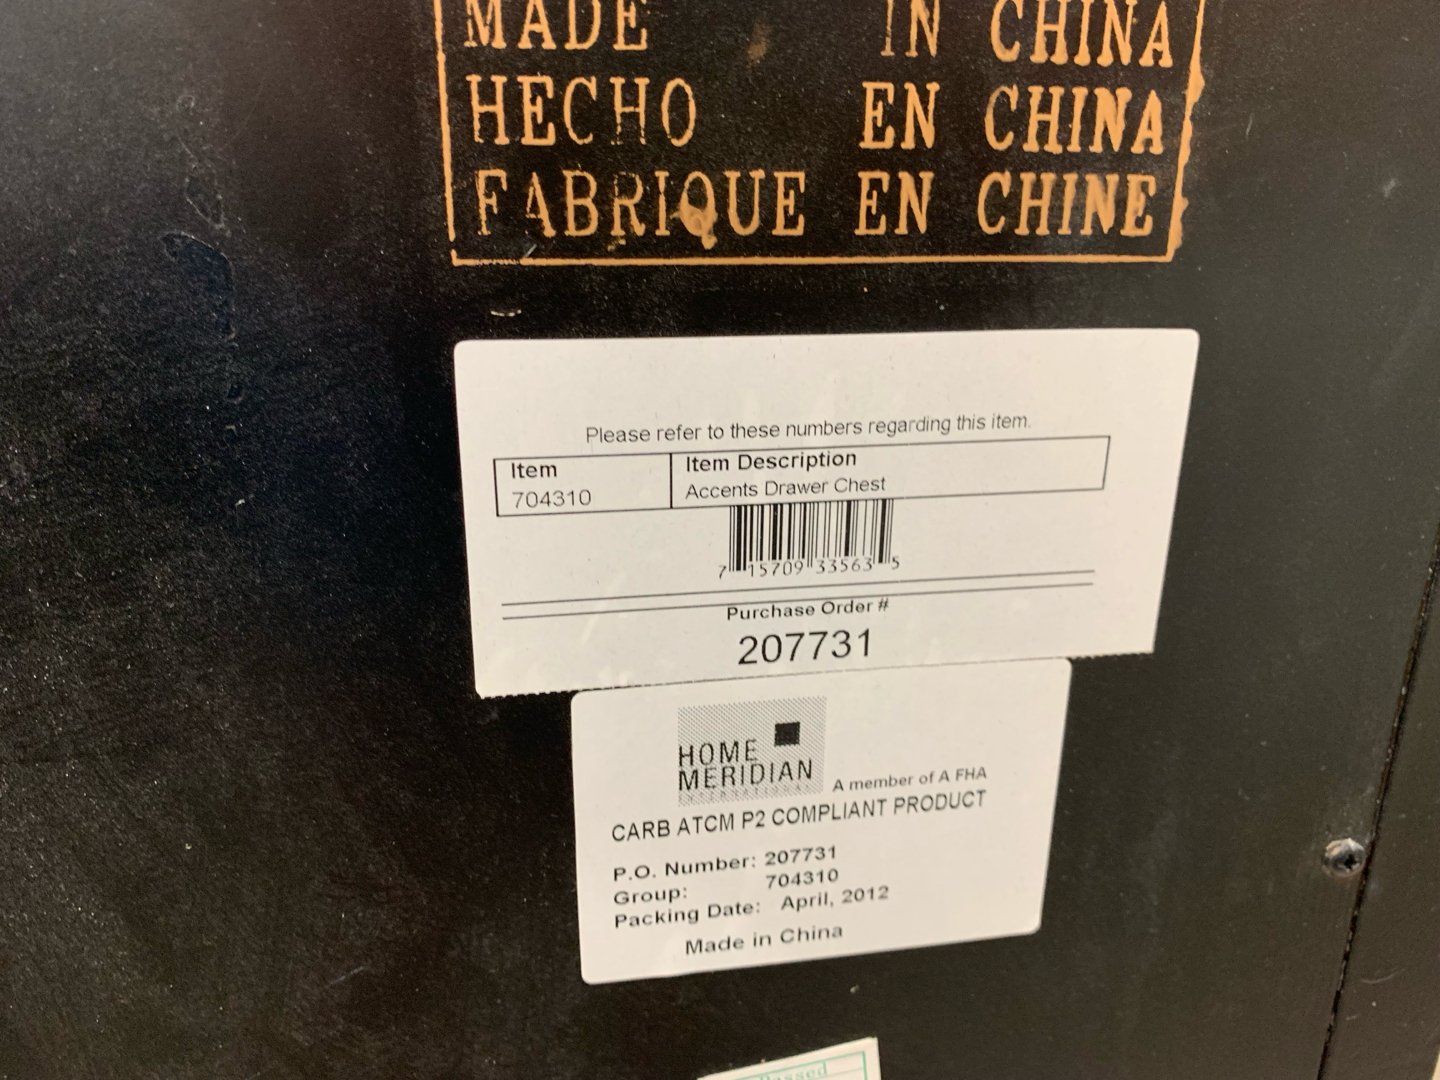 MADE IN CHINA
HECHO EN CHINA
FABRIQUE EN CHINE
Please refer to these numbers regarding this item.
Item Item Description
704310 Accents Drawer Chest
7 15709 33563 5
Purchase Order #
207731
HOME
MERIDIAN
INTERNATIONAL
A member of A FHA
CARB ATCM P2 COMPLIANT PRODUCT
P.O. Number: 207731
Group: 704310
Packing Date: April, 2012
Made in China
Passed